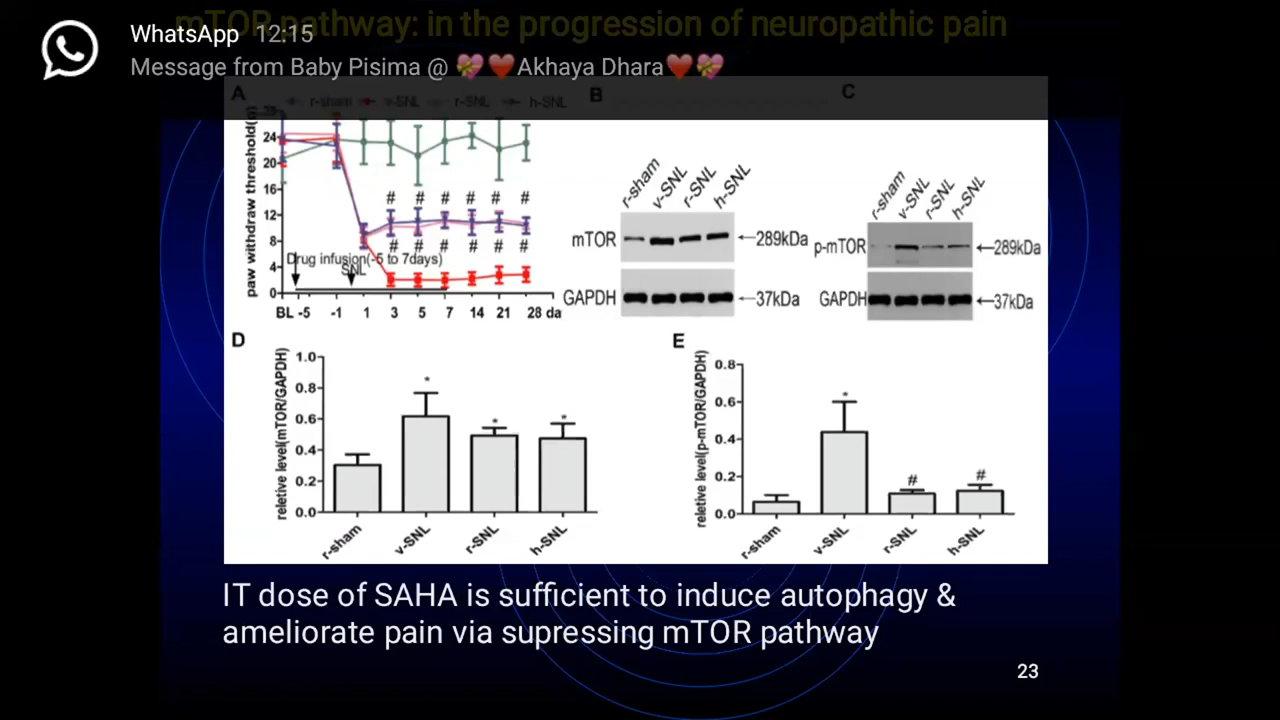 mTOR pathway: in the progression of neuropathic pain
WhatsApp 12:15
Message from Baby Pisima @ 💝❤️Akhaya Dhara❤️💝
A
r-sham v-SNL r-SNL h-SNL
paw withdraw threshold(g)
28
24
20
16
12
8
4
0
# # # # # #
# # # # # #
Drug infusion(-5 to 7days)
SNL
BL -5 -1 1 3 5 7 14 21 28 da
B
r-sham v-SNL r-SNL h-SNL
mTOR ←289kDa
GAPDH ←37kDa
C
r-sham v-SNL r-SNL h-SNL
p-mTOR ←289kDa
GAPDH ←37kDa
D
reletive level(mTOR/GAPDH)
1.0
0.8
0.6
0.4
0.2
0.0
* * *
r-sham v-SNL r-SNL h-SNL
E
reletive level(p-mTOR/GAPDH)
0.8
0.6
0.4
0.2
0.0
* # #
r-sham v-SNL r-SNL h-SNL
IT dose of SAHA is sufficient to induce autophagy &
ameliorate pain via supressing mTOR pathway
23